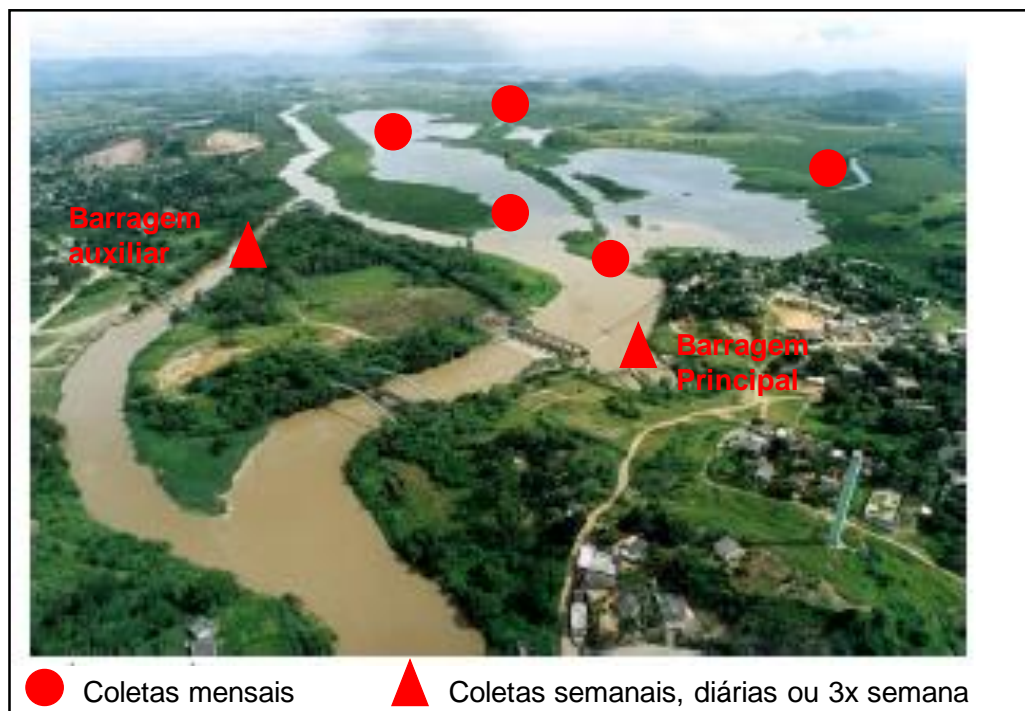 Barragem
auxiliar
Barragem
Principal
Coletas mensais
Coletas semanais, diárias ou 3x semana